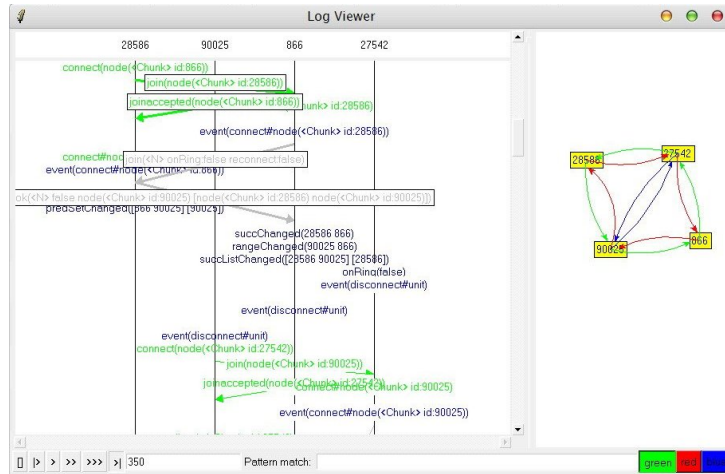 Log Viewer
28586 90025 866 27542
connect(node(<Chunk> id:866))
join(node(<Chunk> id:28586))
joinaccepted(node(<Chunk> id:866)) hunk> id:28586)
event(connect#node(<Chunk> id:28586))
connect#no join(<N> onRing:false reconnect:false)
event(connect#node(<Chunk> id:866))
ok(<N> false node(<Chunk> id:90025) [node(<Chunk> id:28586) node(<Chunk> id:90025)])
predSetChanged([866 90025] [90025])
succChanged(28586 866)
rangeChanged(90025 866)
succListChanged([28586 90025] [28586])
onRing(false)
event(disconnect#unit)
event(disconnect#unit)
event(disconnect#unit)
connect(node(<Chunk> id:27542))
join(node(<Chunk> id:90025))
joinaccepted(node(<Chunk> id:27542))
connect#node(<Chunk> id:90025)
event(connect#node(<Chunk> id:90025))
28586
27542
90025
866
[] |> > >> >>> >| 350 Pattern match: green red blue